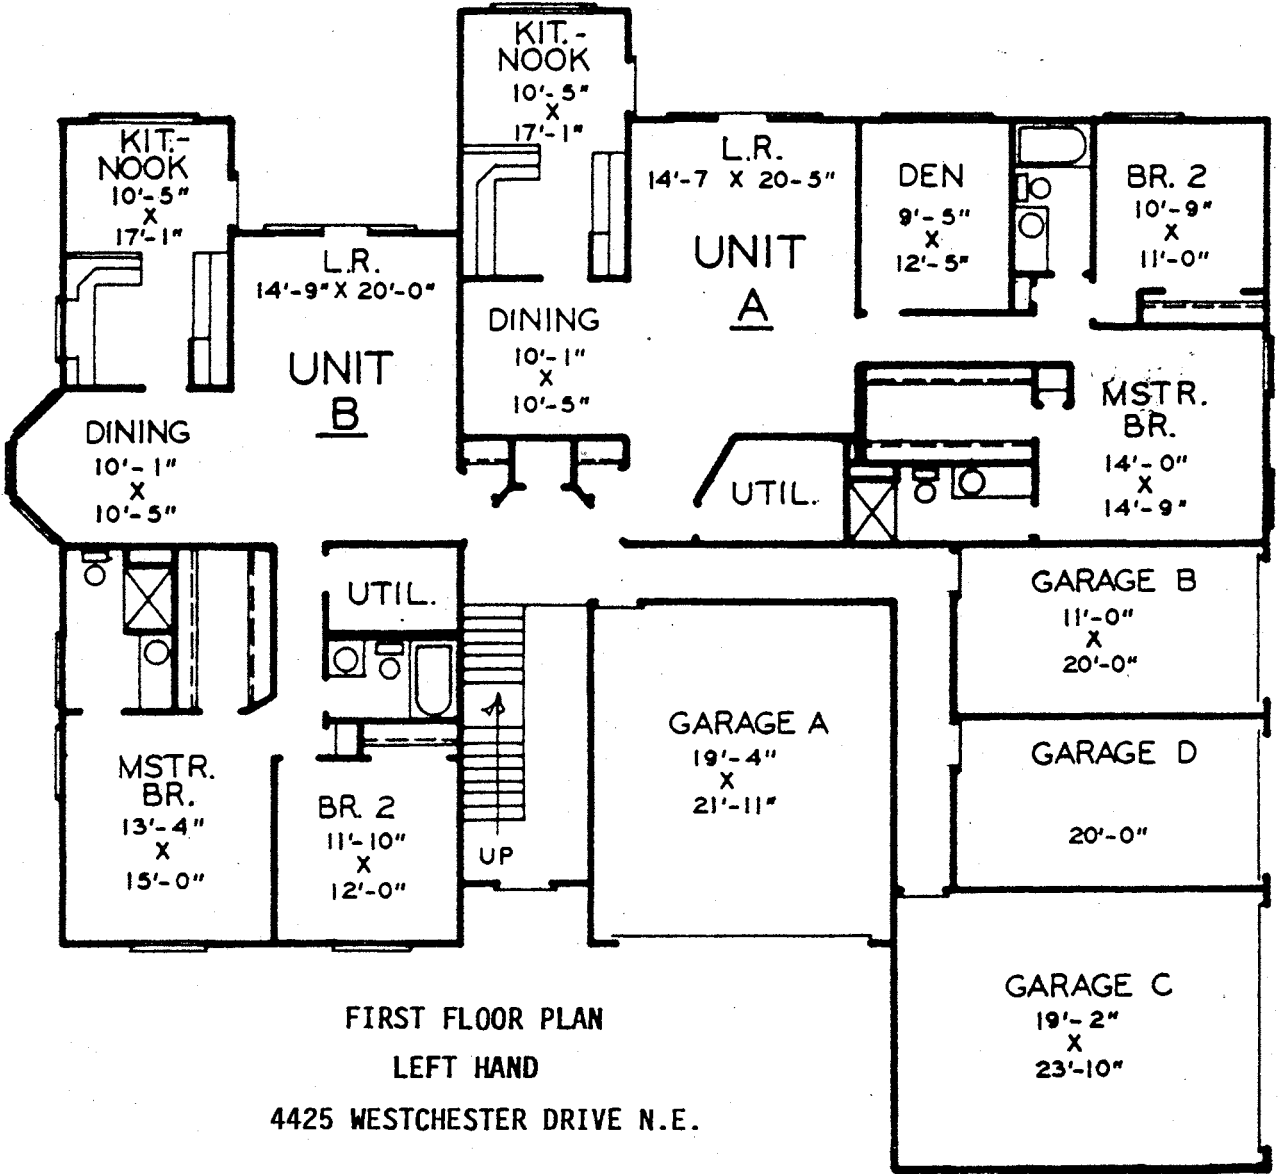 KIT.-
NOOK
10'-5"
X
17'-1"
KIT.-
NOOK
10'-5"
X
17'-1"
L.R.
14'-7 X 20-5"
DEN
9'-5"
X
12'-5"
BR. 2
10'-9"
X
11'-0"
UNIT
A
L.R.
14'-9" X 20'-0"
UNIT
B
DINING
10'-1"
X
10'-5"
MSTR.
BR.
14'-0"
X
14'-9"
DINING
10'-1"
X
10'-5"
UTIL.
UTIL.
GARAGE B
11'-0"
X
20'-0"
GARAGE A
19'-4"
X
21'-11"
GARAGE D
20'-0"
MSTR.
BR.
13'-4"
X
15'-0"
BR. 2
11'-10"
X
12'-0"
UP
GARAGE C
19'-2"
X
23'-10"
FIRST FLOOR PLAN
LEFT HAND
4425 WESTCHESTER DRIVE N.E.